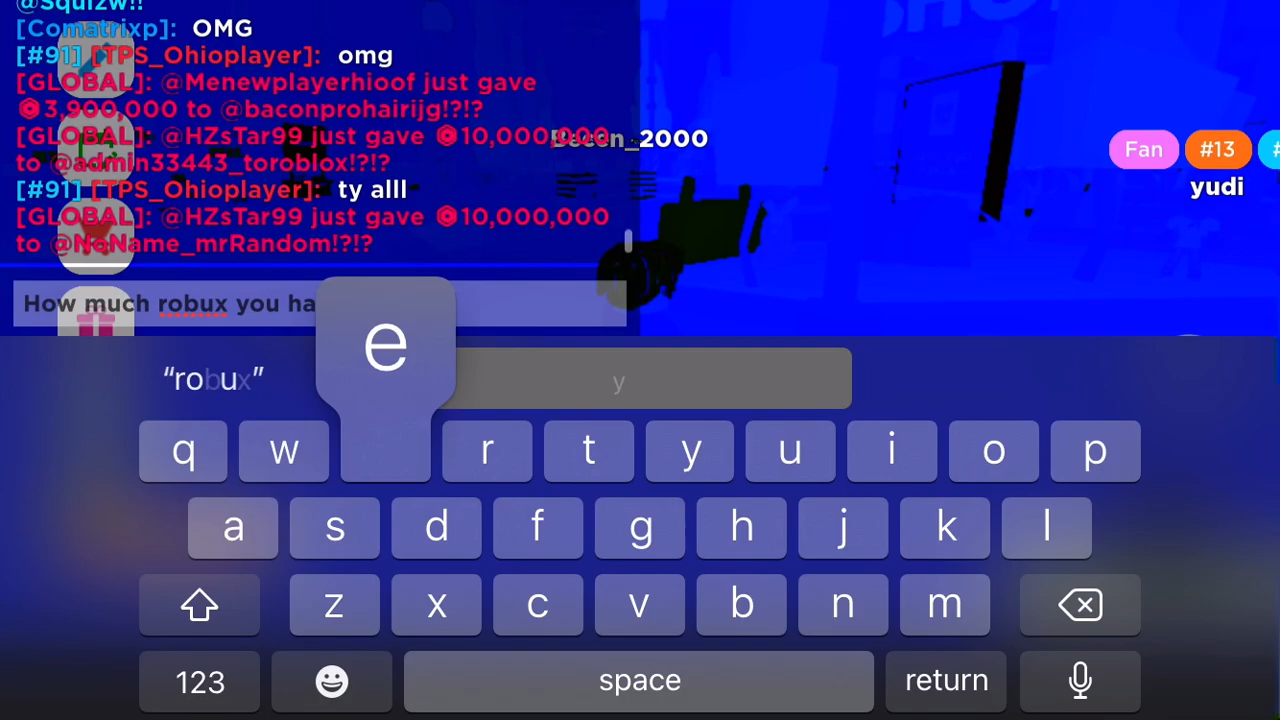 @Squizw!!
[Comatrixp]: OMG
[#91] [TPS_Ohioplayer]: omg
[GLOBAL]: @Menewplayerhioof just gave
3,900,000 to @baconprohairijg!?!?
[GLOBAL]: @HZsTar99 just gave 10,000,000
to @admin33443_toroblox!?!?
[#91] [TPS_Ohioplayer]: ty alll
[GLOBAL]: @HZsTar99 just gave 10,000,000
to @NoName_mrRandom!?!?
Bacon_2000
Fan #13
yudi
How much robux you ha
e
“robux” y
q w r t y u i o p
a s d f g h j k l
z x c v b n m
123 space return